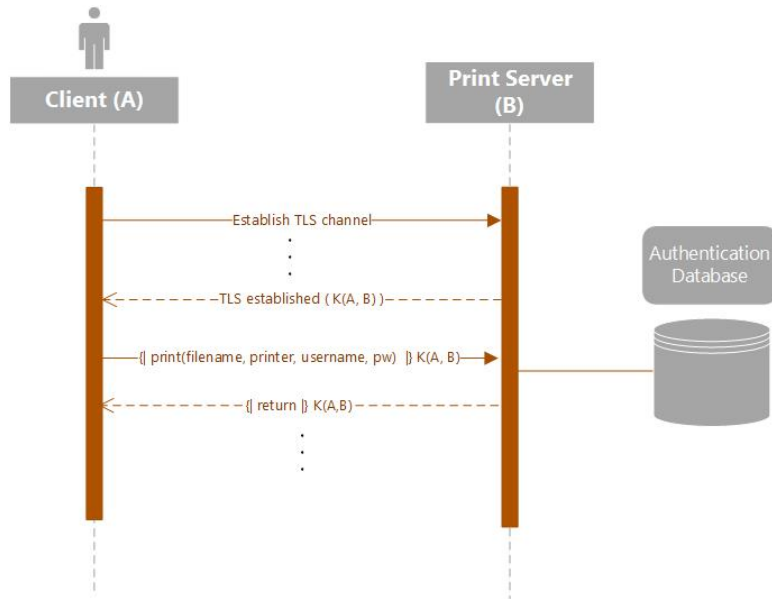 Client (A)
Print Server
(B)
Establish TLS channel
TLS established ( K(A, B) )
{| print(filename, printer, username, pw)  |} K(A, B)
{| return |} K(A,B)
Authentication
Database